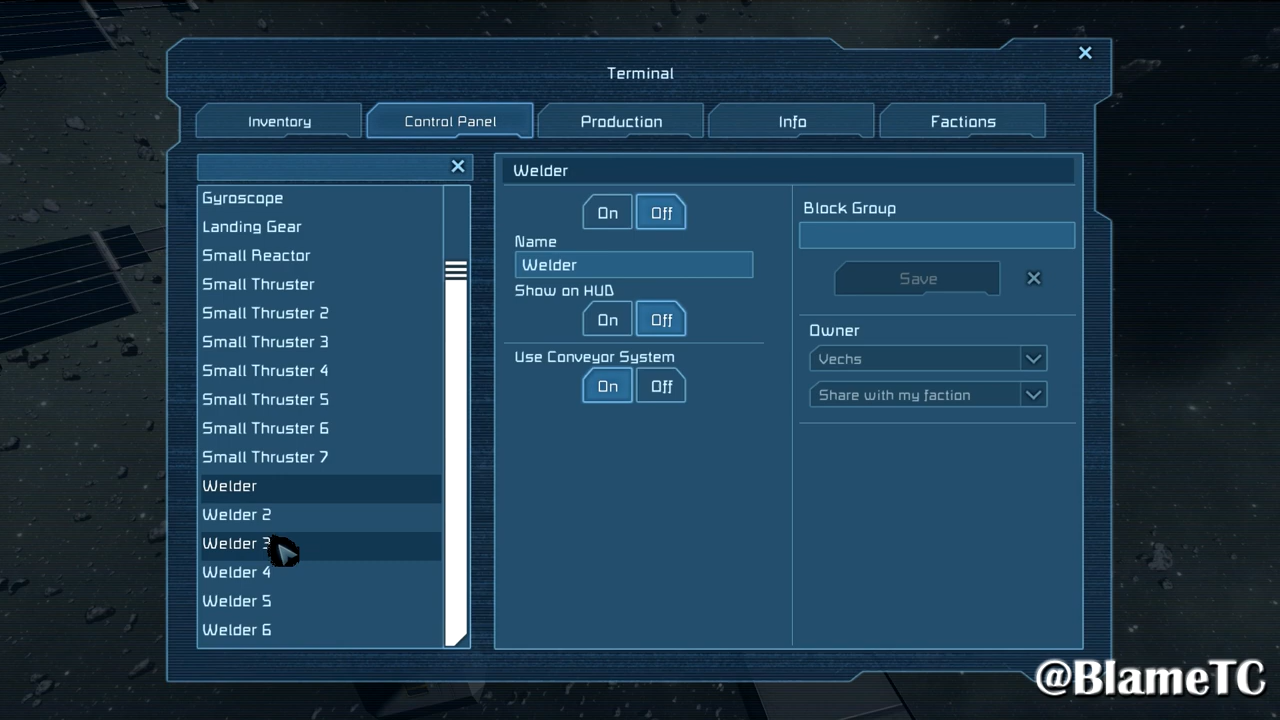 Terminal
Inventory Control Panel Production Info Factions
Gyroscope
Landing Gear
Small Reactor
Small Thruster
Small Thruster 2
Small Thruster 3
Small Thruster 4
Small Thruster 5
Small Thruster 6
Small Thruster 7
Welder
Welder 2
Welder 3
Welder 4
Welder 5
Welder 6
Welder
On Off
Name
Welder
Show on HUD
On Off
Use Conveyor System
On Off
Block Group
Save
Owner
Vechs
Share with my faction
@BlameTC